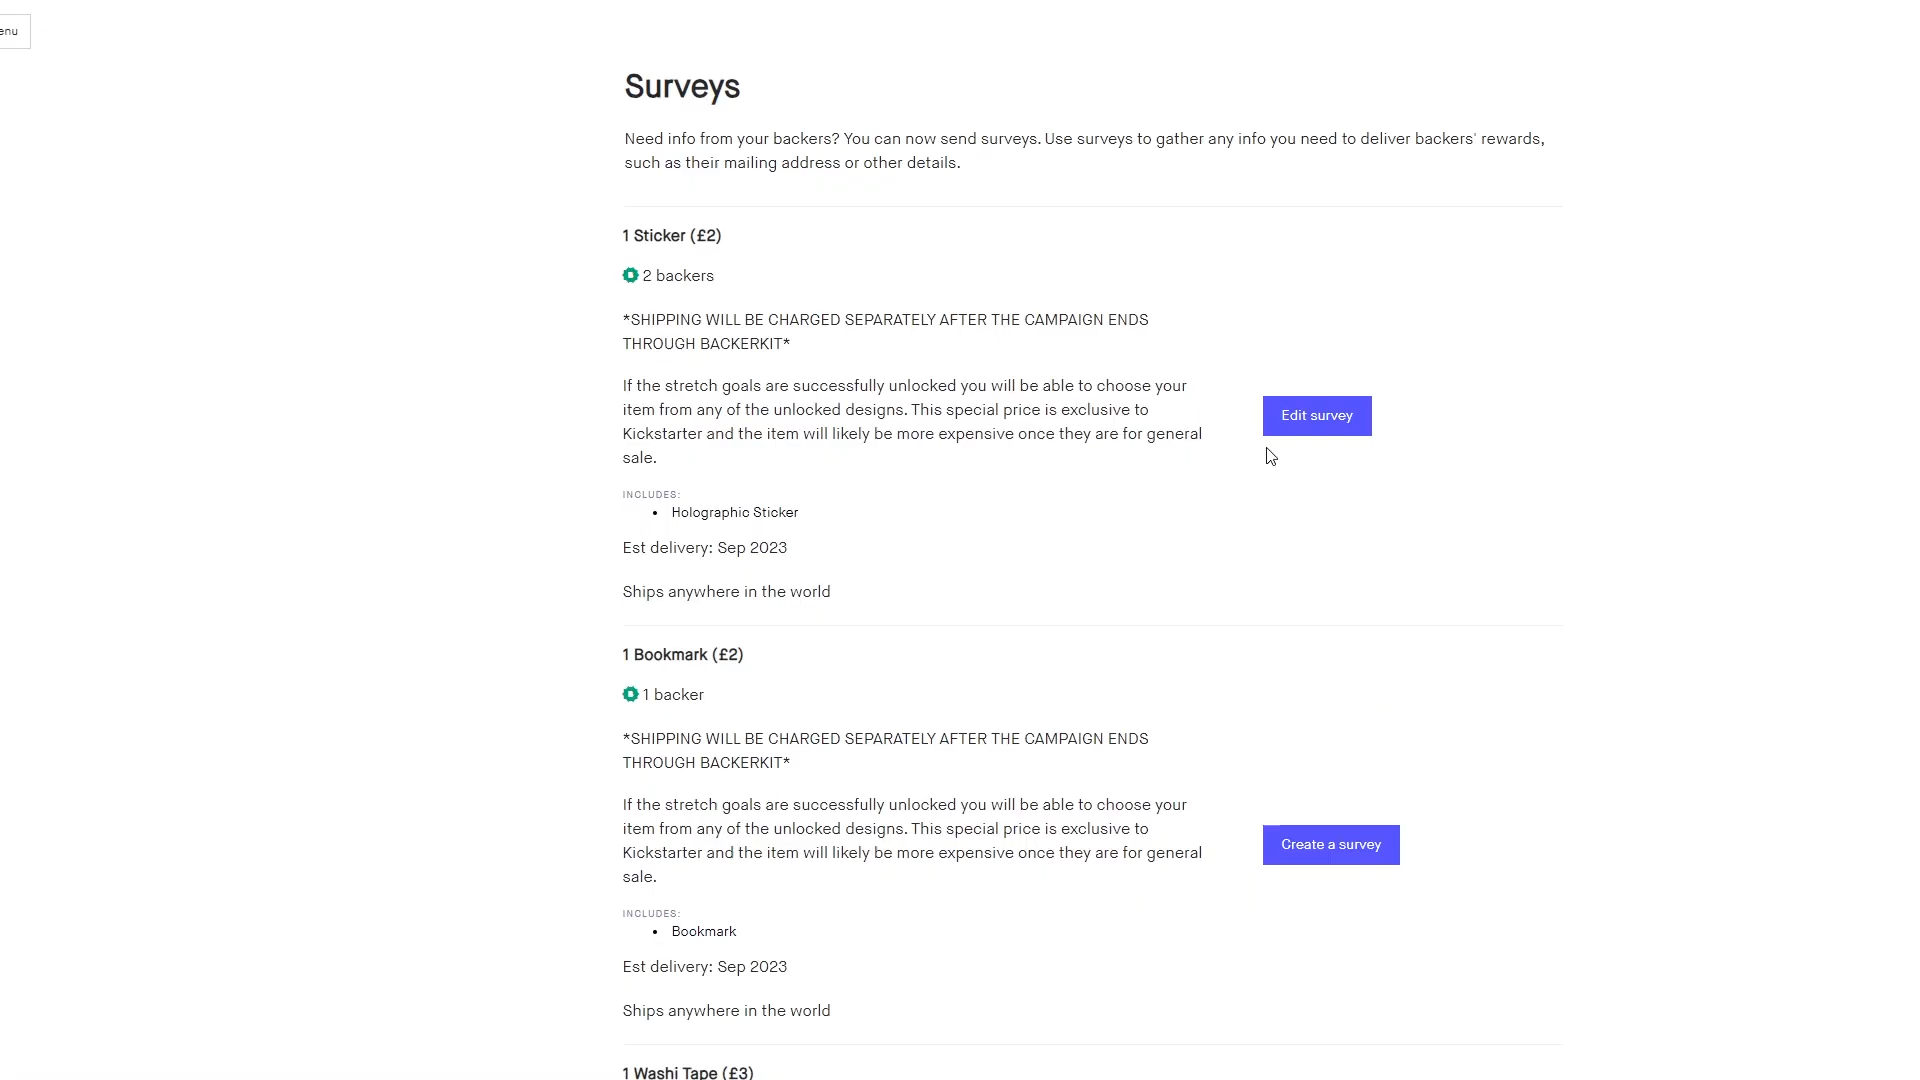 enu
Surveys
Need info from your backers? You can now send surveys. Use surveys to gather any info you need to deliver backers' rewards,
such as their mailing address or other details.
1 Sticker (£2)
2 backers
*SHIPPING WILL BE CHARGED SEPARATELY AFTER THE CAMPAIGN ENDS
THROUGH BACKERKIT*
If the stretch goals are successfully unlocked you will be able to choose your
item from any of the unlocked designs. This special price is exclusive to
Kickstarter and the item will likely be more expensive once they are for general
sale.
Edit survey
INCLUDES:
• Holographic Sticker
Est delivery: Sep 2023
Ships anywhere in the world
1 Bookmark (£2)
1 backer
*SHIPPING WILL BE CHARGED SEPARATELY AFTER THE CAMPAIGN ENDS
THROUGH BACKERKIT*
If the stretch goals are successfully unlocked you will be able to choose your
item from any of the unlocked designs. This special price is exclusive to
Kickstarter and the item will likely be more expensive once they are for general
sale.
Create a survey
INCLUDES:
• Bookmark
Est delivery: Sep 2023
Ships anywhere in the world
1 Washi Tape (£3)